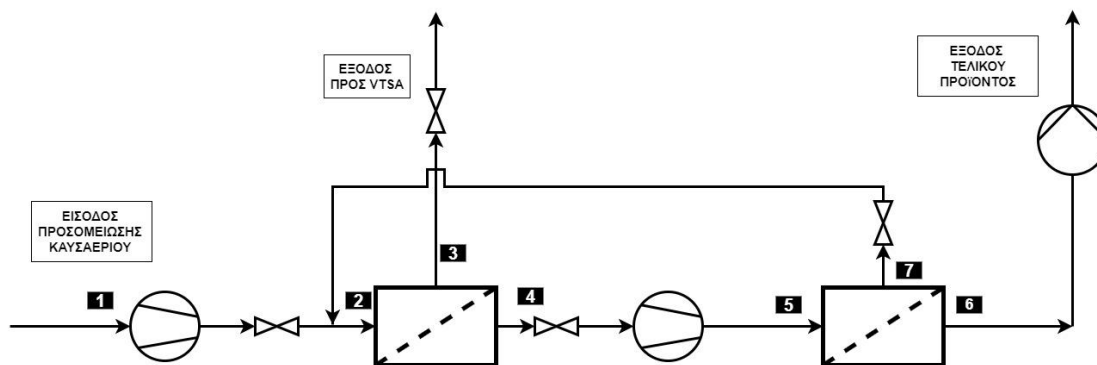 ΕΞΟΔΟΣ
ΠΡΟΣ VTSA
ΕΞΟΔΟΣ
ΤΕΛΙΚΟΥ
ΠΡΟΪΟΝΤΟΣ
ΕΙΣΟΔΟΣ
ΠΡΟΣΟΜΕΙΩΣΗΣ
ΚΑΥΣΑΕΡΙΟΥ
3
7
1
2
4
5
6